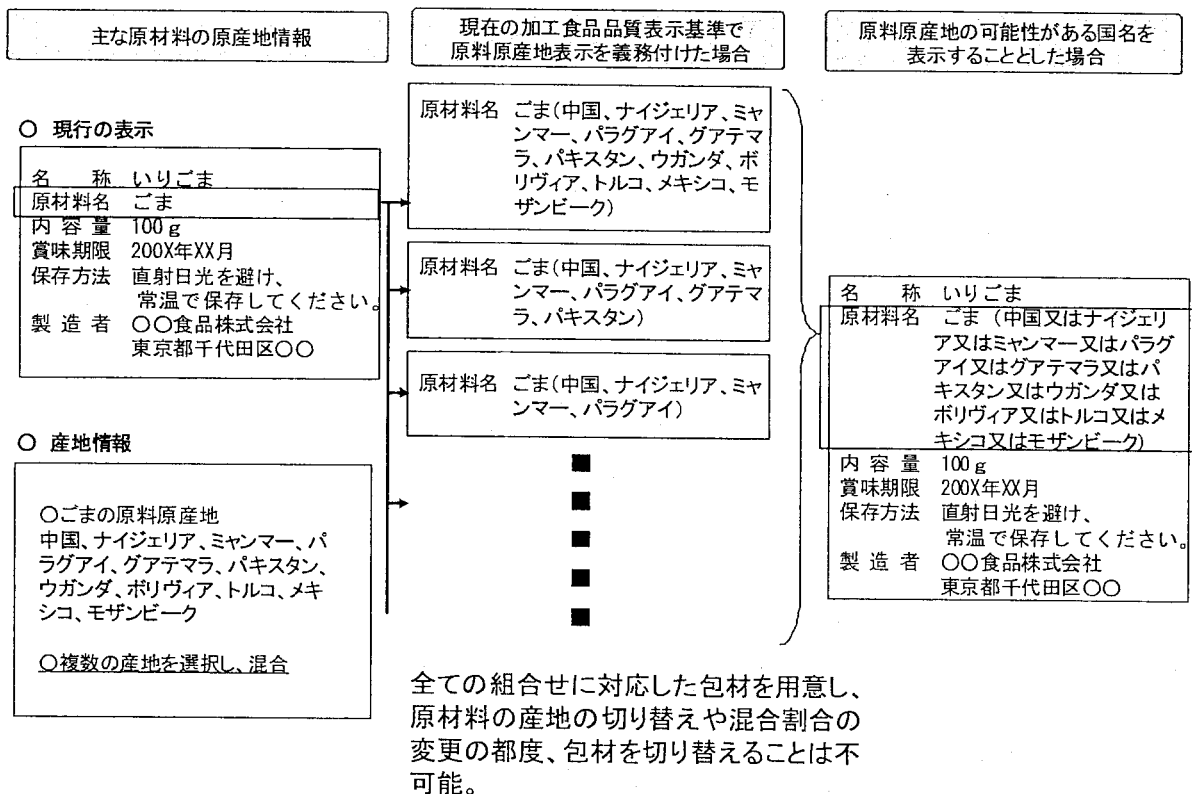 主な原材料の原産地情報
現在の加工食品品質表示基準で
原料原産地表示を義務付けた場合
原料原産地の可能性がある国名を
表示することとした場合
○ 現行の表示
名　　称 いりごま
原材料名 ごま
内 容 量 100g
賞味期限 200X年XX月
保存方法 直射日光を避け、
常温で保存してください。
製 造 者 ○○食品株式会社
東京都千代田区○○
○ 産地情報
○ごまの原料原産地
中国、ナイジェリア、ミャンマー、パ
ラグアイ、グアテマラ、パキスタン、
ウガンダ、ボリヴィア、トルコ、メキ
シコ、モザンビーク
○複数の産地を選択し、混合
原材料名 ごま(中国、ナイジェリア、ミャ
ンマー、パラグアイ、グアテマ
ラ、パキスタン、ウガンダ、ボ
リヴィア、トルコ、メキシコ、モ
ザンビーク)
原材料名 ごま(中国、ナイジェリア、ミャ
ンマー、パラグアイ、グアテマ
ラ、パキスタン)
原材料名 ごま(中国、ナイジェリア、ミャ
ンマー、パラグアイ)
全ての組合せに対応した包材を用意し、
原材料の産地の切り替えや混合割合の
変更の都度、包材を切り替えることは不
可能。
名　　称 いりごま
原材料名 ごま (中国又はナイジェリ
ア又はミャンマー又はパラグ
アイ又はグアテマラ又はパ
キスタン又はウガンダ又は
ボリヴィア又はトルコ又はメ
キシコ又はモザンビーク)
内 容 量 100g
賞味期限 200X年XX月
保存方法 直射日光を避け、
常温で保存してください。
製 造 者 ○○食品株式会社
東京都千代田区○○